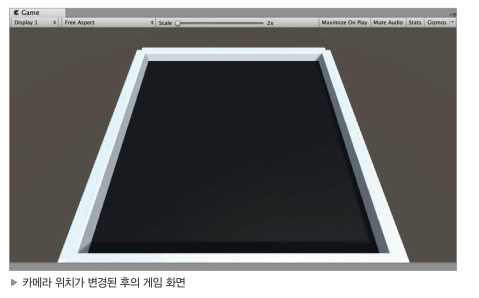 Game
Display 1 Free Aspect Scale 2x Maximize On Play Mute Audio Stats Gizmos
▶ 카메라 위치가 변경된 후의 게임 화면